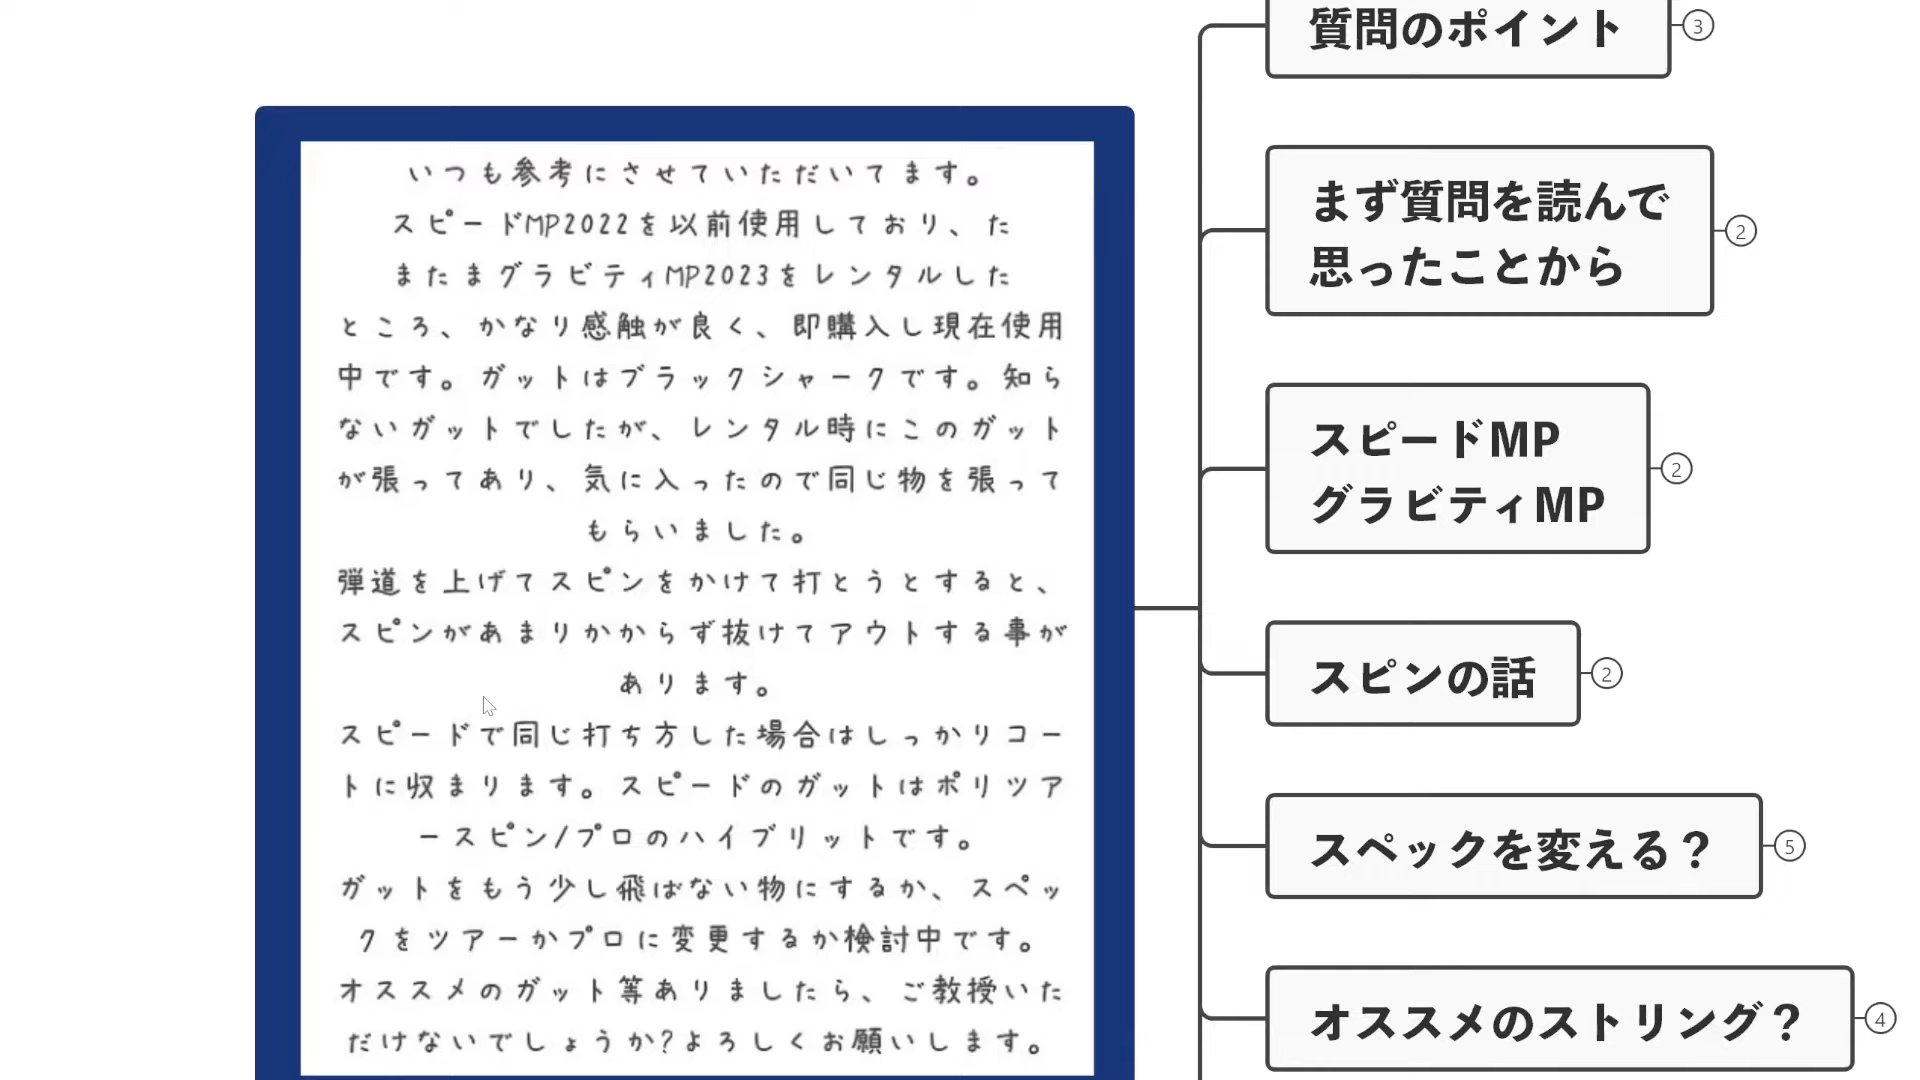 いつも参考にさせていただいてます。
スピードMP2022を以前使用しており、た
またまグラビティMP2023をレンタルした
ところ、かなり感触が良く、即購入し現在使用
中です。ガットはブラックシャークです。知ら
ないガットでしたが、レンタル時にこのガット
が張ってあり、気に入ったので同じ物を張って
もらいました。
弾道を上げてスピンをかけて打とうとすると、
スピンがあまりかからず抜けてアウトする事が
あります。
スピードで同じ打ち方した場合はしっかりコー
トに収まります。スピードのガットはポリツア
ースピン/プロのハイブリットです。
ガットをもう少し飛ばない物にするか、スペッ
クをツアーかプロに変更するか検討中です。
オススメのガット等ありましたら、ご教授いた
だけないでしょうか?よろしくお願いします。
質問のポイント
3
まず質問を読んで
思ったことから
2
スピードMP
グラビティMP
2
スピンの話
2
スペックを変える？
5
オススメのストリング？
4